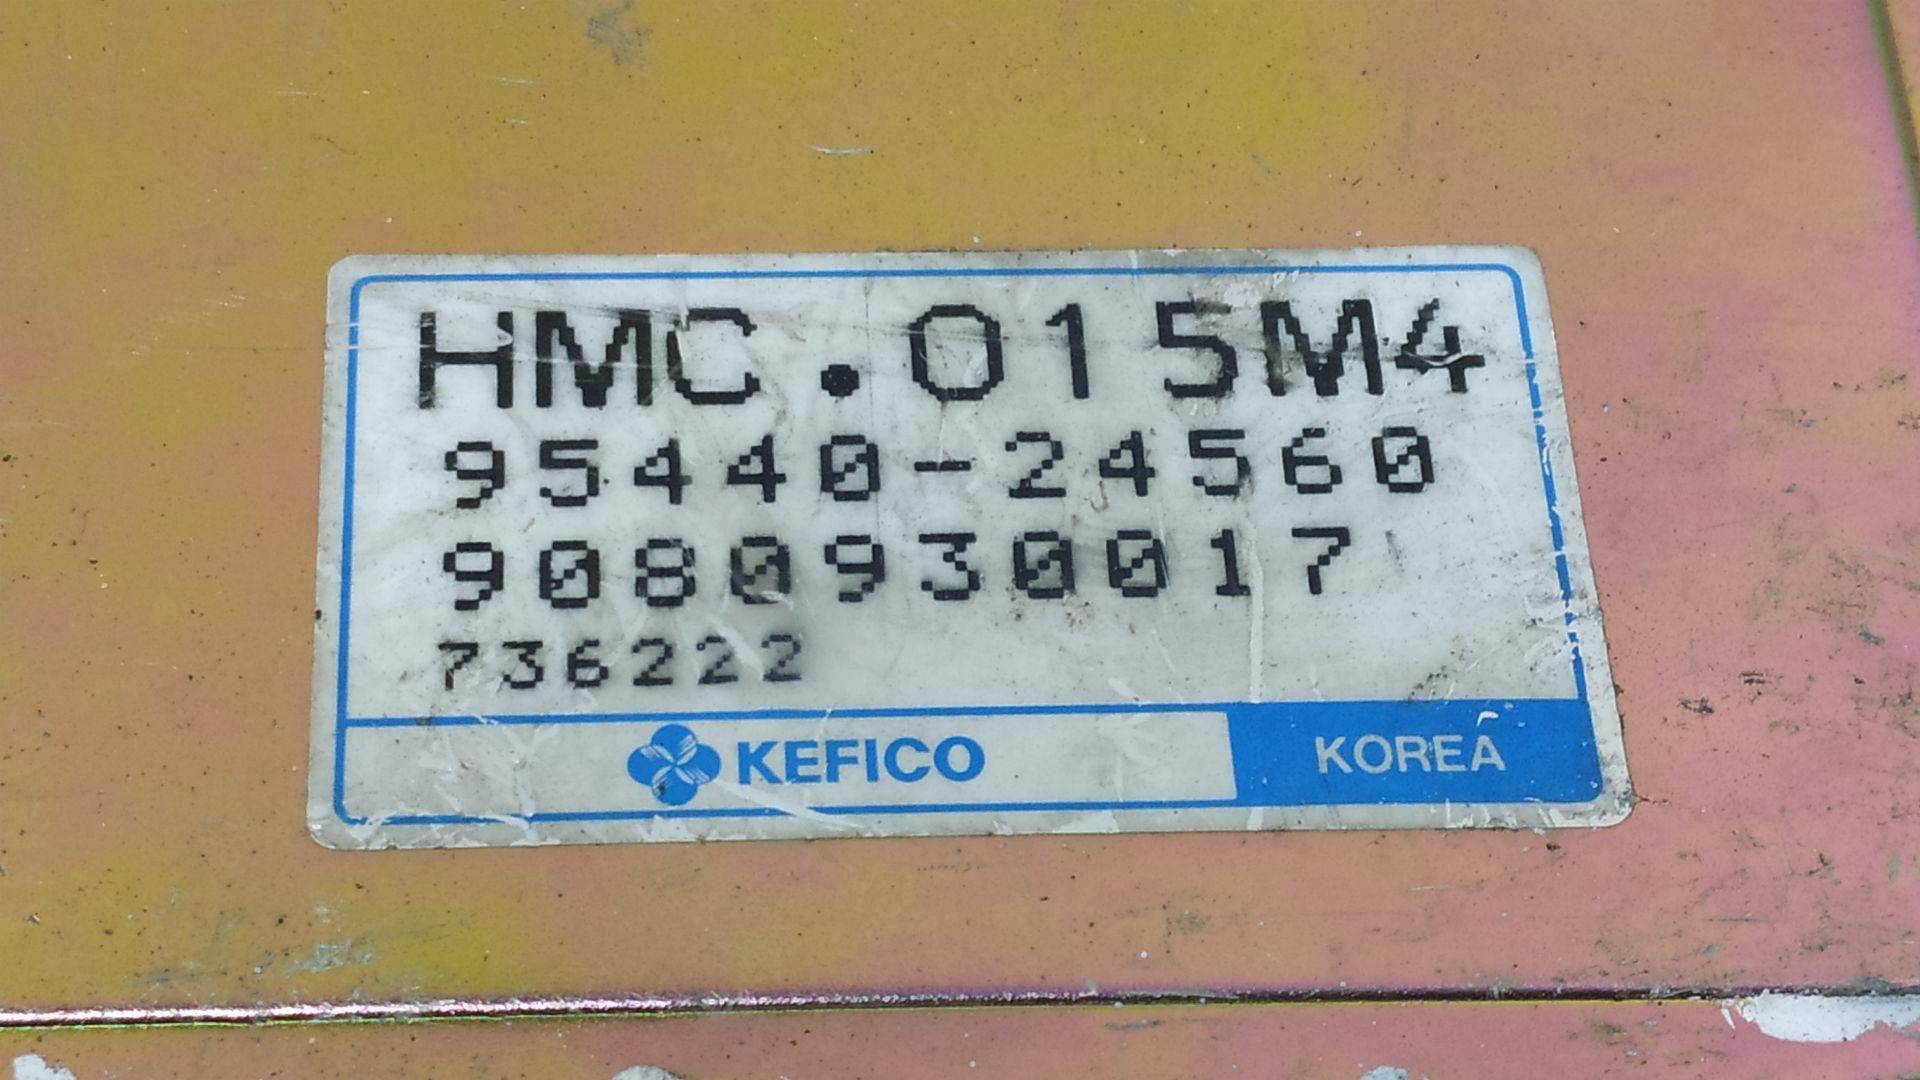 HMC.015M4
95440-24560
9080930017
736222
KEFICO KOREA